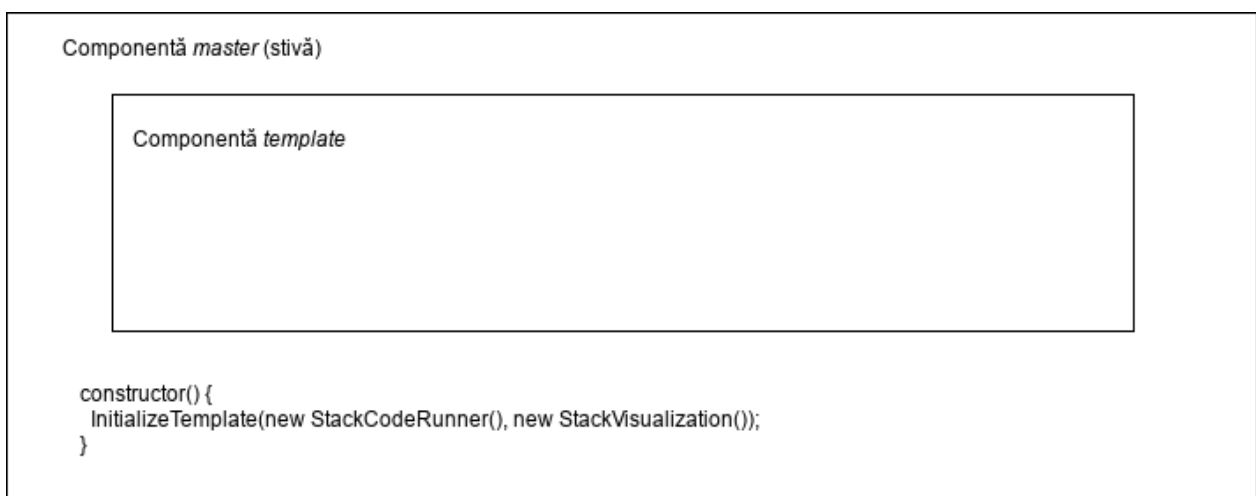 Componentă master (stivă)
Componentă template
constructor() {
InitializeTemplate(new StackCodeRunner(), new StackVisualization());
}